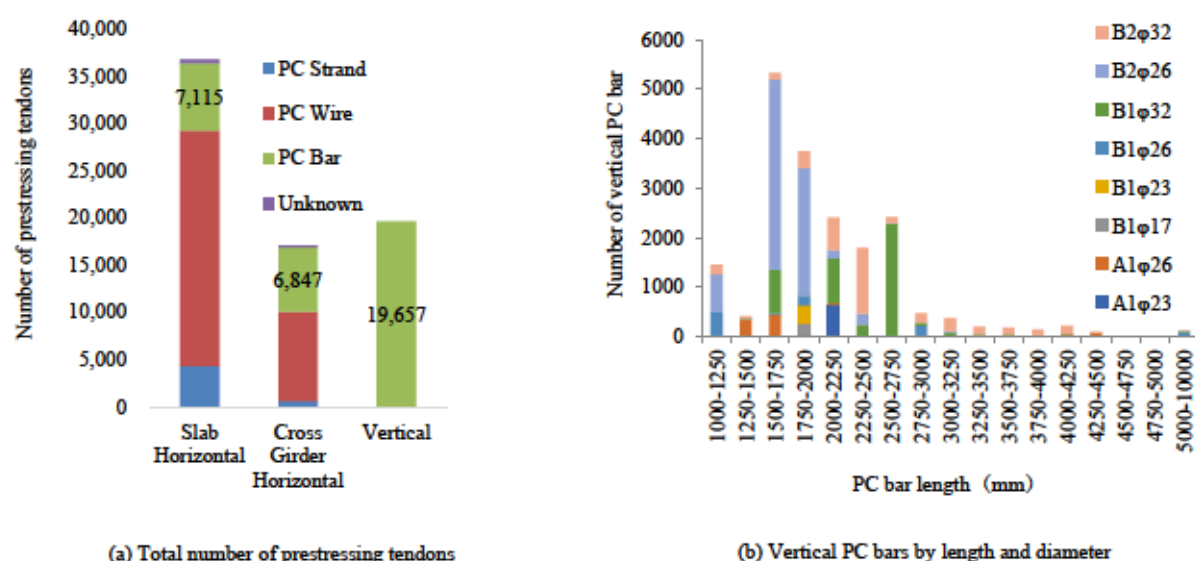 40,000
35,000
30,000
25,000
20,000
15,000
10,000
5,000
0
Number of prestressing tendons
7,115
6,847
19,657
PC Strand
PC Wire
PC Bar
Unknown
Slab
Horizontal
Cross
Girder
Horizontal
Vertical
(a) Total number of prestressing tendons
6000
5000
4000
3000
2000
1000
0
Number of vertical PC bar
B2φ32
B2φ26
B1φ32
B1φ26
B1φ23
B1φ17
A1φ26
A1φ23
1000-1250
1250-1500
1500-1750
1750-2000
2000-2250
2250-2500
2500-2750
2750-3000
3000-3250
3250-3500
3500-3750
3750-4000
4000-4250
4250-4500
4500-4750
4750-5000
5000-10000
PC bar length（mm）
(b) Vertical PC bars by length and diameter